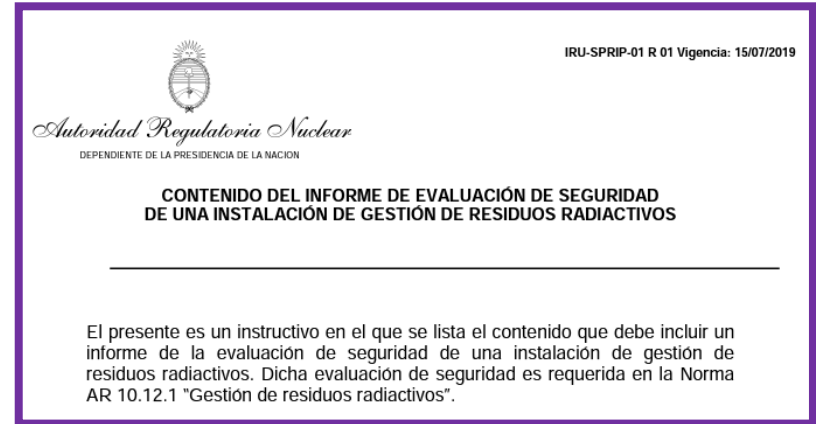 IRU-SPRIP-01 R 01 Vigencia: 15/07/2019
Autoridad Regulatoria Nuclear
DEPENDIENTE DE LA PRESIDENCIA DE LA NACION
CONTENIDO DEL INFORME DE EVALUACIÓN DE SEGURIDAD
DE UNA INSTALACIÓN DE GESTIÓN DE RESIDUOS RADIACTIVOS
El presente es un instructivo en el que se lista el contenido que debe incluir un
informe de la evaluación de seguridad de una instalación de gestión de
residuos radiactivos. Dicha evaluación de seguridad es requerida en la Norma
AR 10.12.1 "Gestión de residuos radiactivos".